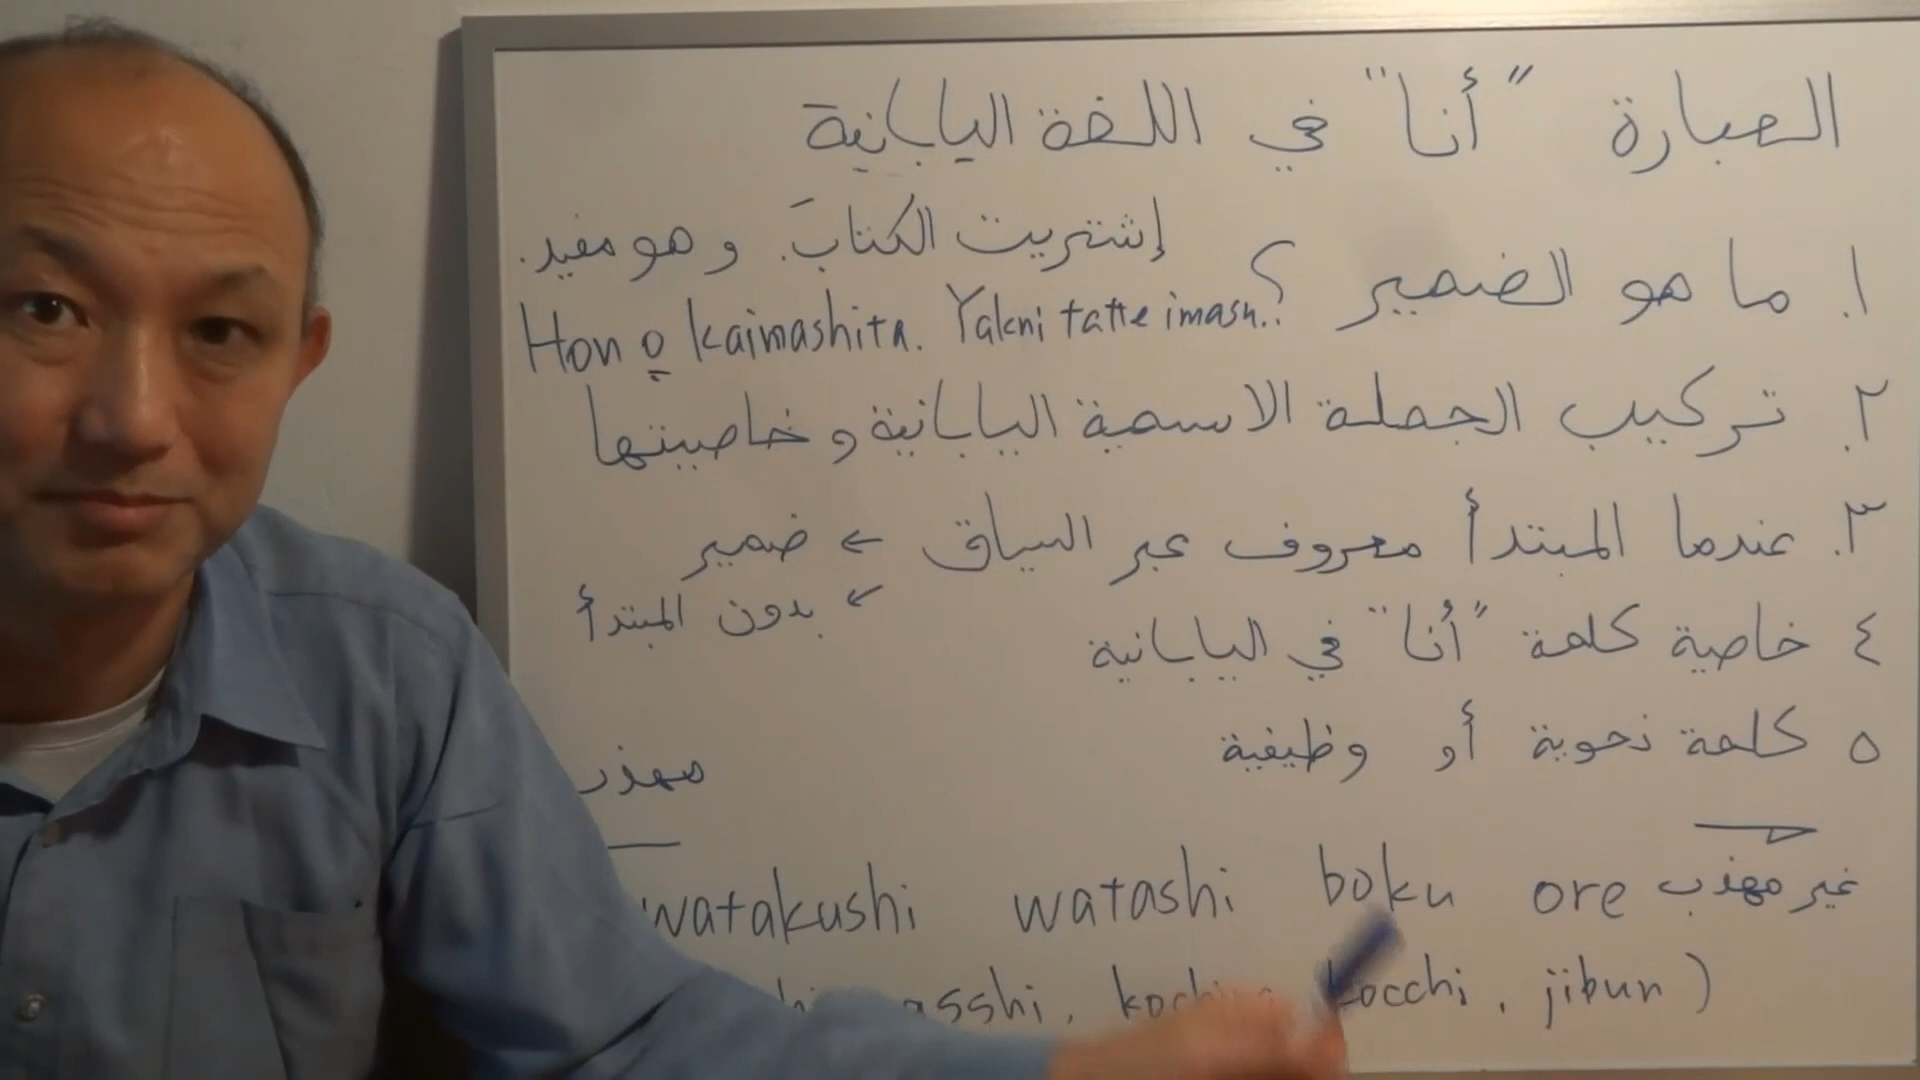 العبارة "أنا" في اللغة اليابانية
١. ما هو الضمير؟
إشتريت الكتابَ. وهو مفيد.
Hon o kaimashita. Yakni tatte imasu.
٢. تركيب الجملة الاسمية اليابانية وخاصيتها
٣. عندما المبتدأ معروف عبر السياق ← ضمير
← بدون المبتدأ
٤ خاصية كلمة "أنا" في اليابانية
٥ كلمة نحوية أو وظيفية
مهذب
غير مهذب
watakushi watashi boku ore
kocchi, jibun)